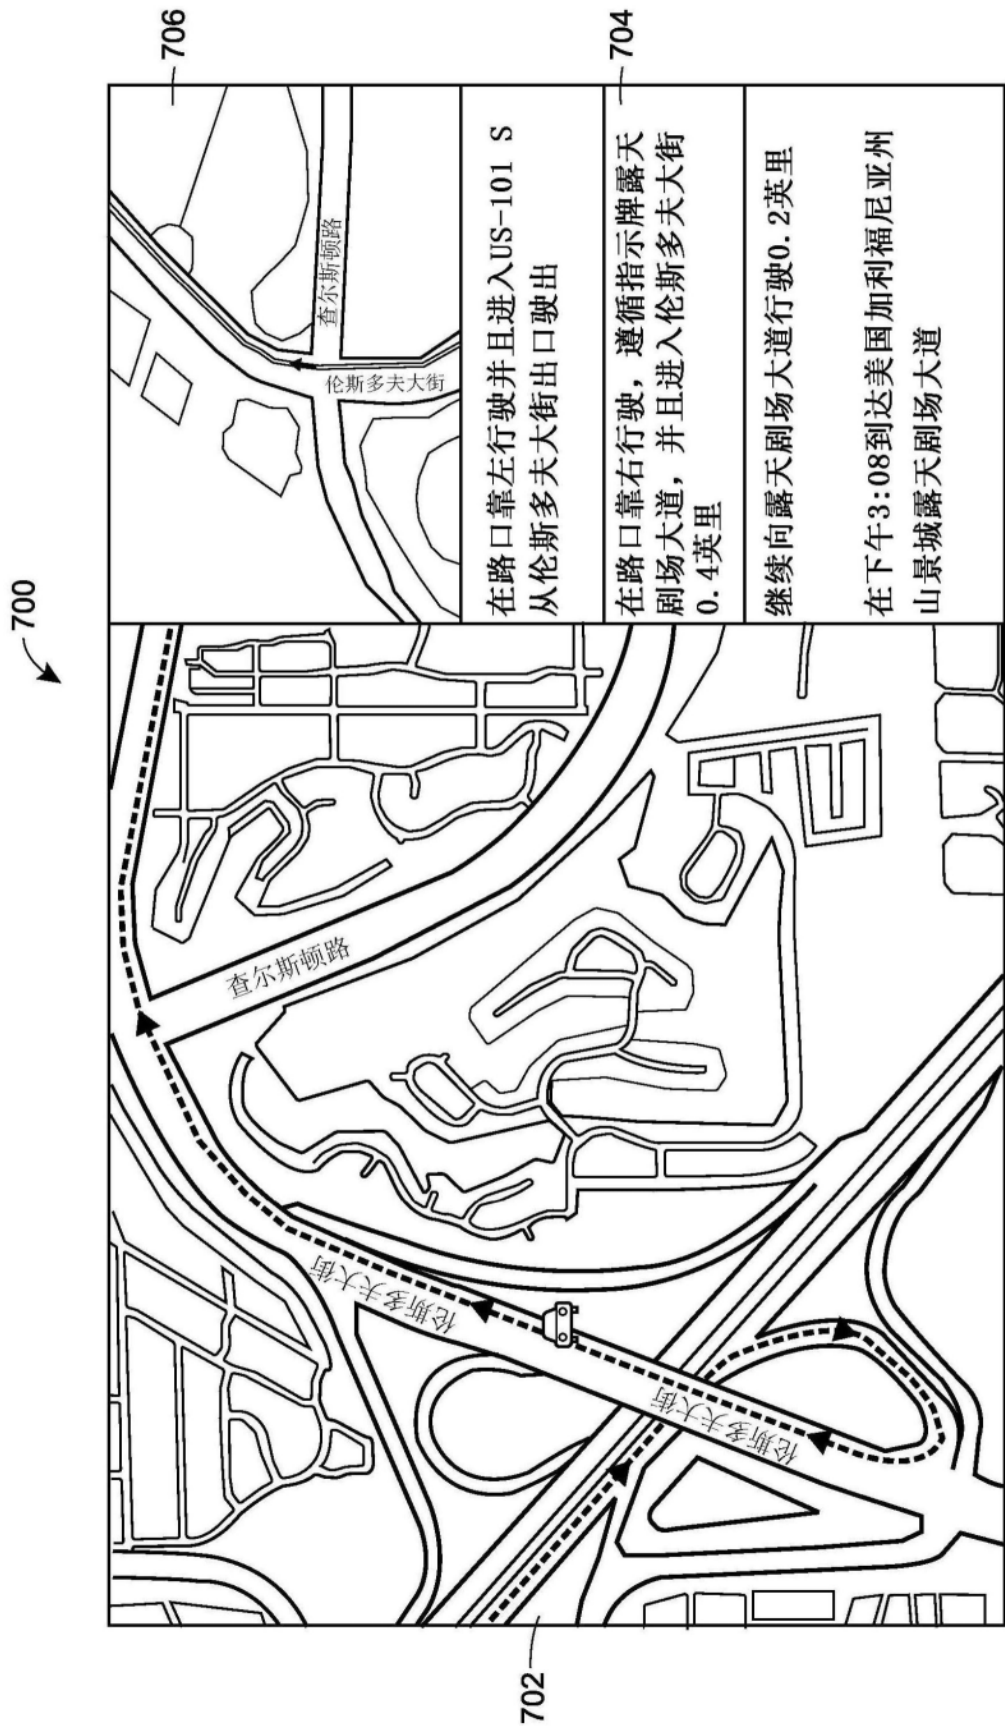 700
706
查尔斯顿路
伦斯多夫大街
在路口靠左行驶并且进入US-101 S
从伦斯多夫大街出口驶出
704
在路口靠右行驶，遵循指示牌露天
剧场大道，并且进入伦斯多夫大街
0.4英里
继续向露天剧场大道行驶0.2英里
在下午3:08到达美国加利福尼亚州
山景城露天剧场大道
查尔斯顿路
伦斯多夫大街
伦斯多夫大街
702